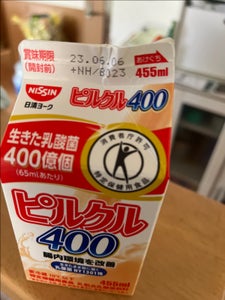 賞味期限
(開封前)
23.06.06
+NH/6023
あけくち
455ml
NISSIN
日清ヨーク
ピルクル400
生きた乳酸菌
400億個
(65mlあたり)
消費者庁許可
特定保健用食品
ピルクル
400
腸内環境を改善
455ml